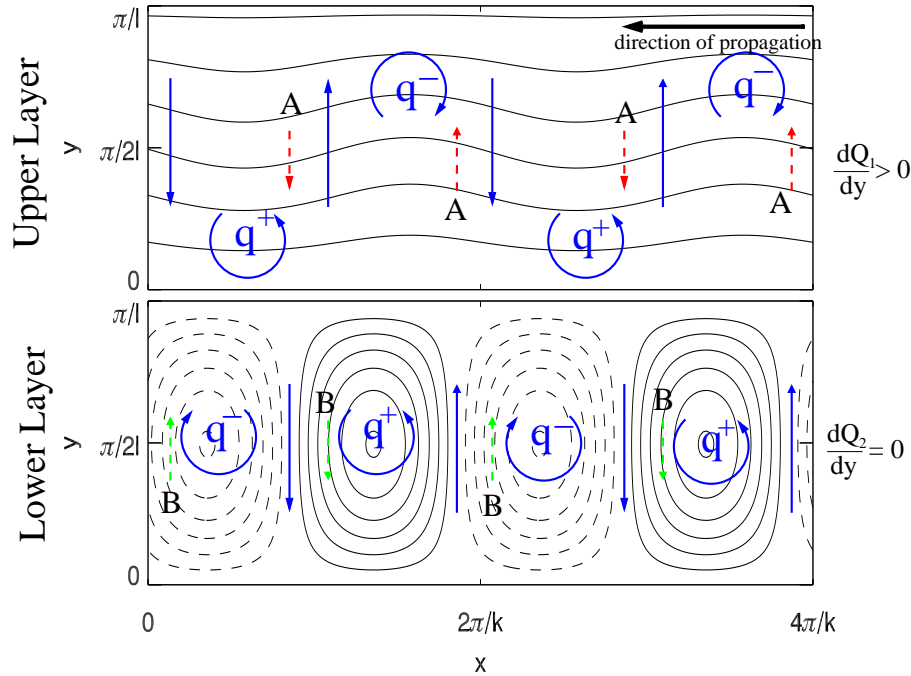 Upper Layer
y
π/l
π/2l
0
direction of propagation
A
A
A
A
q⁻
q⁻
q⁺
q⁺
dQ₁/dy > 0
Lower Layer
y
π/l
π/2l
0
B
B
B
B
q⁻
q⁺
q⁻
q⁺
dQ₂/dy = 0
0
2π/k
4π/k
x